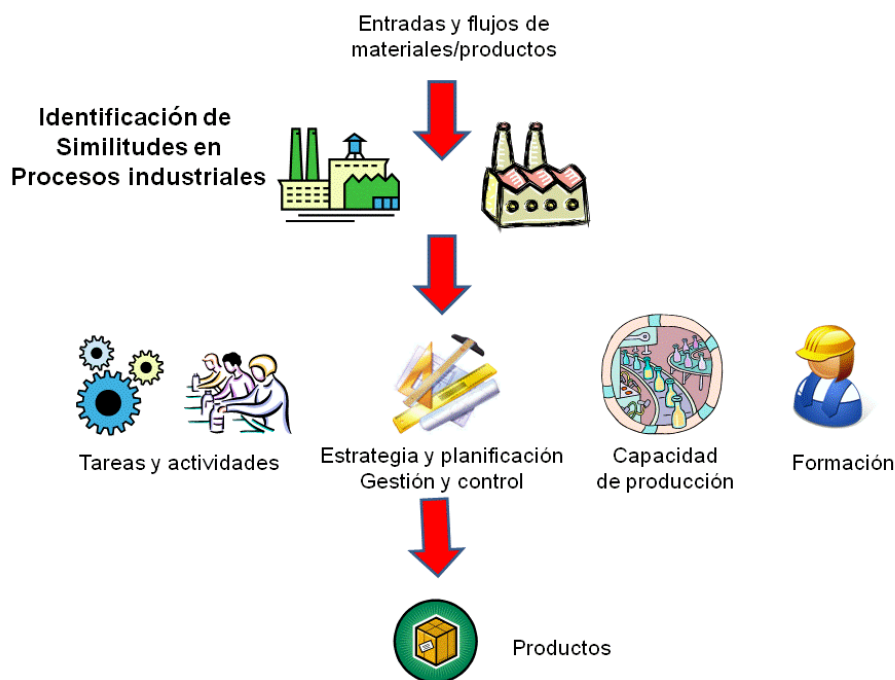 Entradas y flujos de
materiales/productos
Identificación de
Similitudes en
Procesos industriales
Tareas y actividades
Estrategia y planificación
Gestión y control
Capacidad
de producción
Formación
Productos